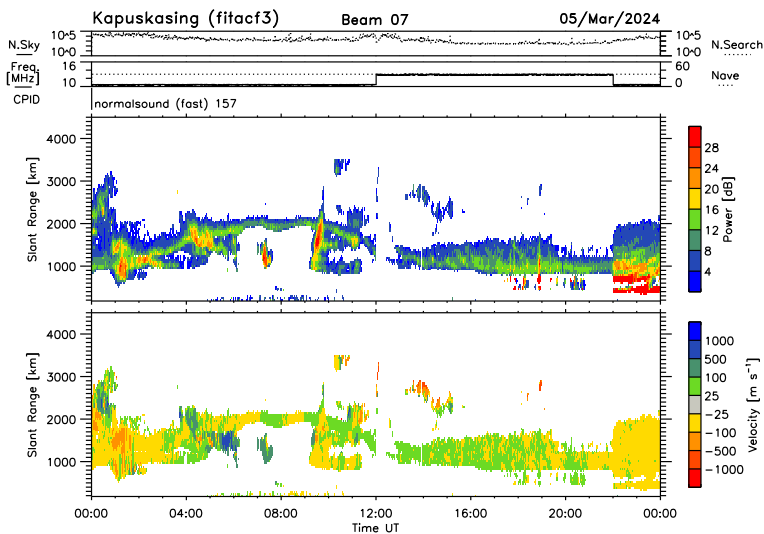 Kapuskasing (fitacf3) Beam 07 05/Mar/2024
N.Sky 10^5 10^0 10^5 10^0 N.Search
Freq. [MHz] 16 10 60 0 Nave
CPID normalsound (fast) 157
Slant Range [km] 4000 3000 2000 1000
Power [dB] 28 24 20 16 12 8 4
Slant Range [km] 4000 3000 2000 1000
Velocity [m s⁻¹] 1000 500 100 25 −25 −100 −500 −1000
00:00 04:00 08:00 12:00 16:00 20:00 00:00
Time UT